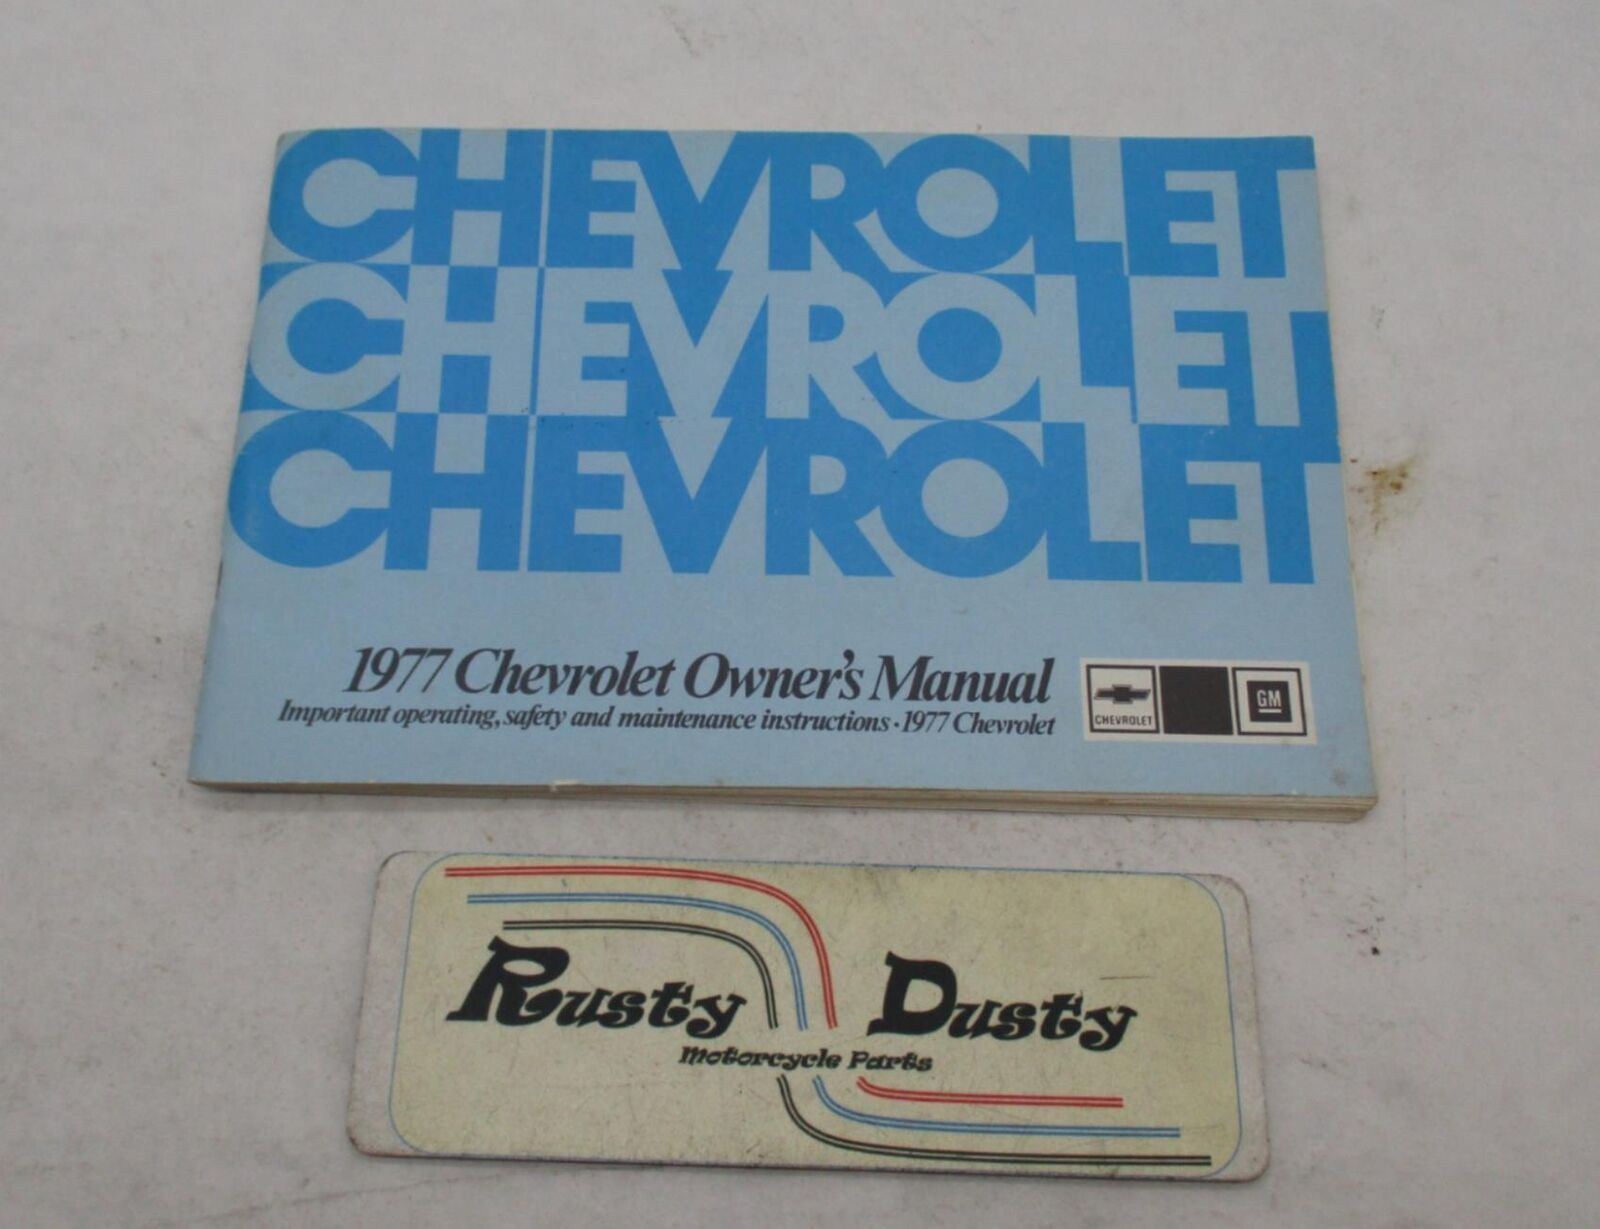 CHEVROLET
CHEVROLET
CHEVROLET
1977 Chevrolet Owner's Manual
Important operating, safety and maintenance instructions • 1977 Chevrolet
CHEVROLET
GM
Rusty Dusty
Motorcycle Parts